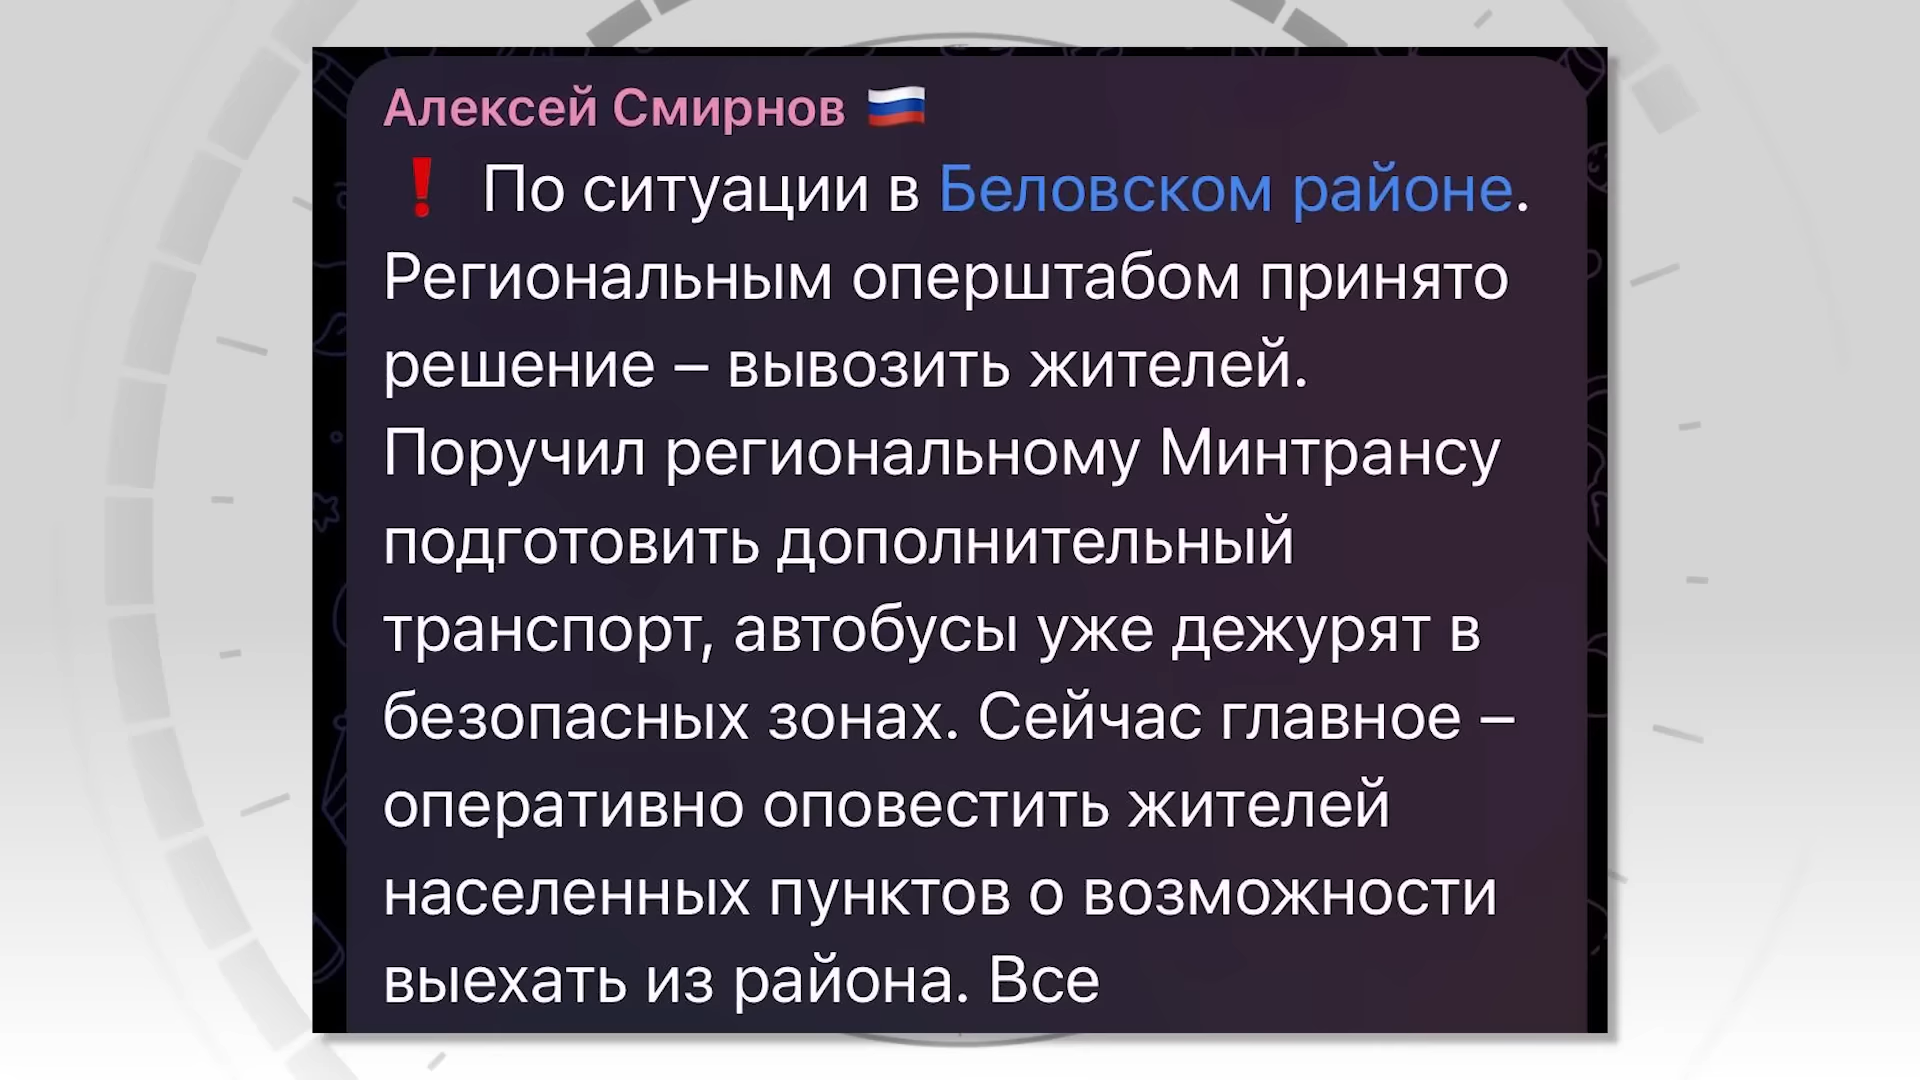 Алексей Смирнов 🇷🇺
❗ По ситуации в Беловском районе.
Региональным оперштабом принято
решение – вывозить жителей.
Поручил региональному Минтрансу
подготовить дополнительный
транспорт, автобусы уже дежурят в
безопасных зонах. Сейчас главное –
оперативно оповестить жителей
населенных пунктов о возможности
выехать из района. Все